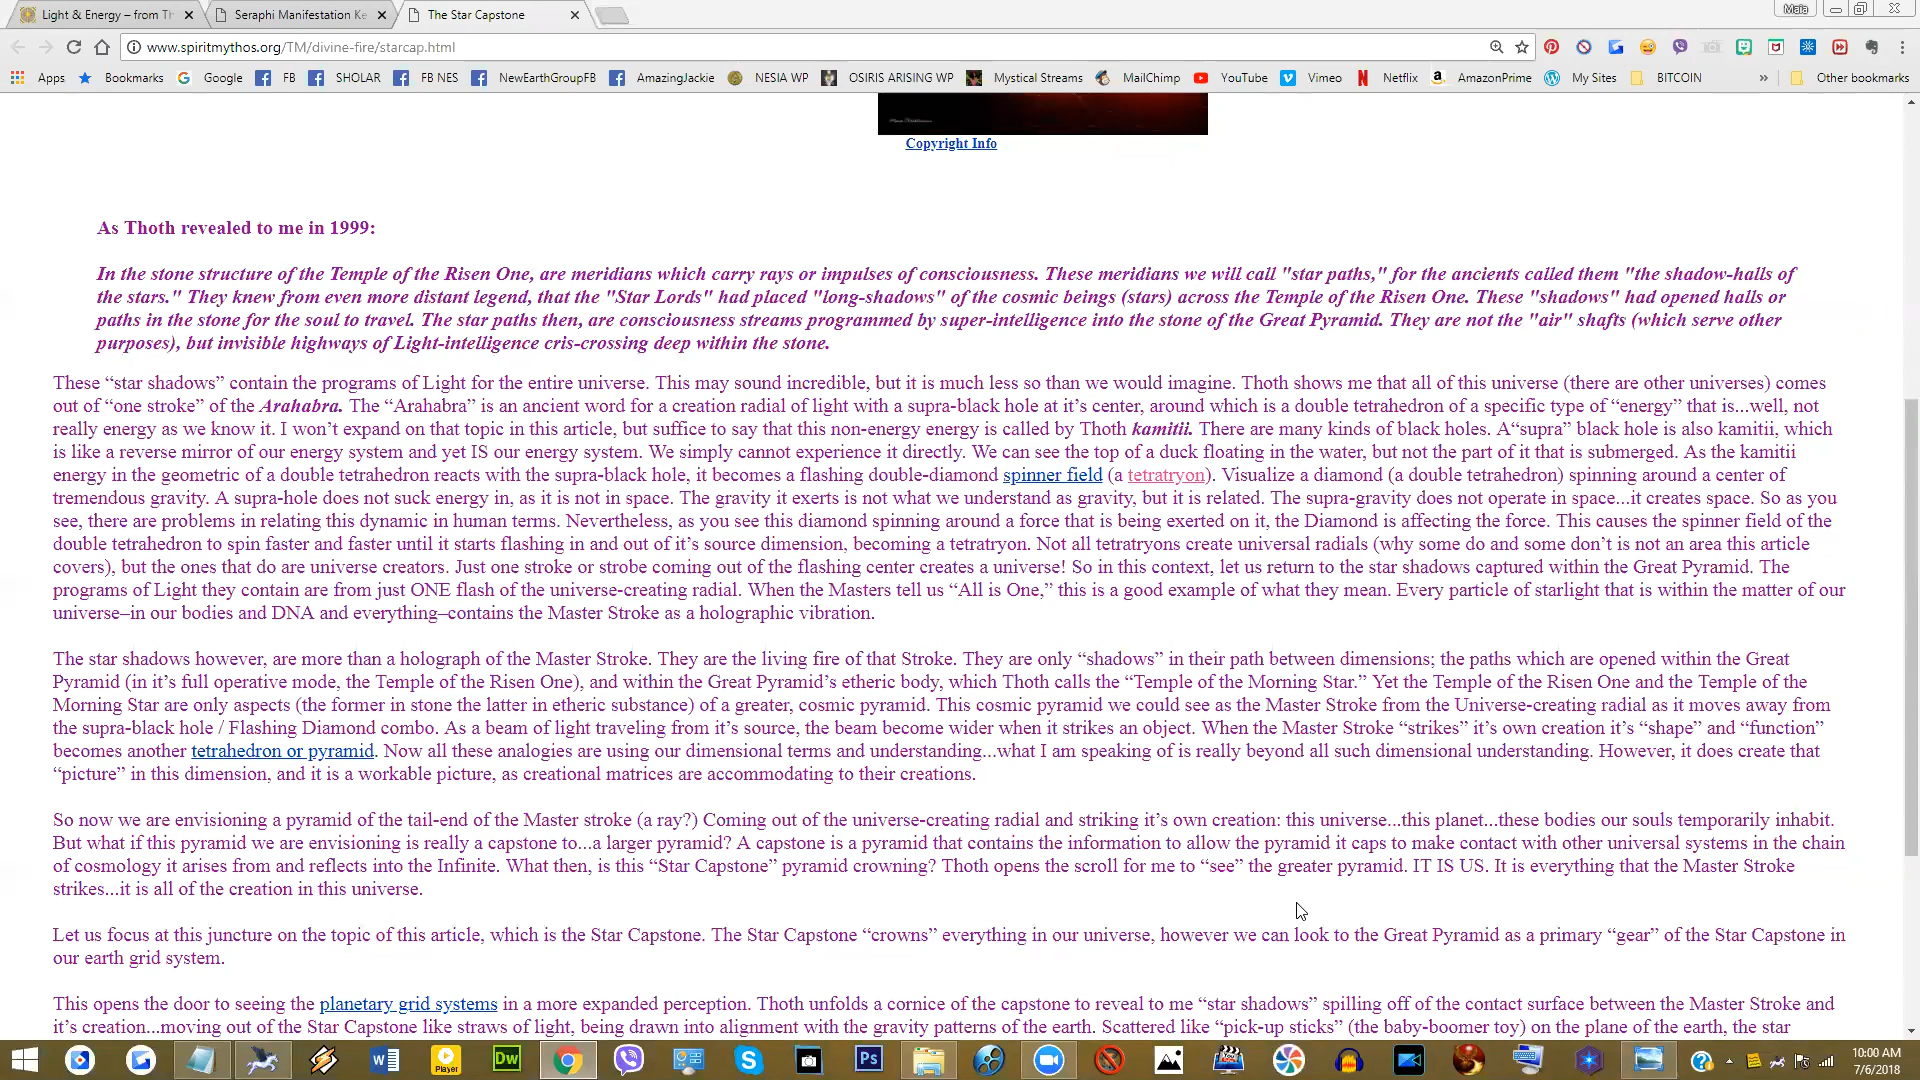 Light & Energy – from Th
Seraphi Manifestation Ke
The Star Capstone
Maia
www.spiritmythos.org/TM/divine-fire/starcap.html
Apps Bookmarks Google FB SHOLAR FB NES NewEarthGroupFB AmazingJackie NESIA WP OSIRIS ARISING WP Mystical Streams MailChimp YouTube Vimeo Netflix AmazonPrime My Sites BITCOIN » Other bookmarks
Copyright Info
As Thoth revealed to me in 1999:
In the stone structure of the Temple of the Risen One, are meridians which carry rays or impulses of consciousness. These meridians we will call "star paths," for the ancients called them "the shadow-halls of
the stars." They knew from even more distant legend, that the "Star Lords" had placed "long-shadows" of the cosmic beings (stars) across the Temple of the Risen One. These "shadows" had opened halls or
paths in the stone for the soul to travel. The star paths then, are consciousness streams programmed by super-intelligence into the stone of the Great Pyramid. They are not the "air" shafts (which serve other
purposes), but invisible highways of Light-intelligence cris-crossing deep within the stone.
These “star shadows” contain the programs of Light for the entire universe. This may sound incredible, but it is much less so than we would imagine. Thoth shows me that all of this universe (there are other universes) comes
out of “one stroke” of the Arahabra. The “Arahabra” is an ancient word for a creation radial of light with a supra-black hole at it’s center, around which is a double tetrahedron of a specific type of “energy” that is...well, not
really energy as we know it. I won’t expand on that topic in this article, but suffice to say that this non-energy energy is called by Thoth kamitii. There are many kinds of black holes. A“supra” black hole is also kamitii, which
is like a reverse mirror of our energy system and yet IS our energy system. We simply cannot experience it directly. We can see the top of a duck floating in the water, but not the part of it that is submerged. As the kamitii
energy in the geometric of a double tetrahedron reacts with the supra-black hole, it becomes a flashing double-diamond spinner field (a tetratryon). Visualize a diamond (a double tetrahedron) spinning around a center of
tremendous gravity. A supra-hole does not suck energy in, as it is not in space. The gravity it exerts is not what we understand as gravity, but it is related. The supra-gravity does not operate in space...it creates space. So as you
see, there are problems in relating this dynamic in human terms. Nevertheless, as you see this diamond spinning around a force that is being exerted on it, the Diamond is affecting the force. This causes the spinner field of the
double tetrahedron to spin faster and faster until it starts flashing in and out of it’s source dimension, becoming a tetratryon. Not all tetratryons create universal radials (why some do and some don’t is not an area this article
covers), but the ones that do are universe creators. Just one stroke or strobe coming out of the flashing center creates a universe! So in this context, let us return to the star shadows captured within the Great Pyramid. The
programs of Light they contain are from just ONE flash of the universe-creating radial. When the Masters tell us “All is One,” this is a good example of what they mean. Every particle of starlight that is within the matter of our
universe–in our bodies and DNA and everything–contains the Master Stroke as a holographic vibration.
The star shadows however, are more than a holograph of the Master Stroke. They are the living fire of that Stroke. They are only “shadows” in their path between dimensions; the paths which are opened within the Great
Pyramid (in it’s full operative mode, the Temple of the Risen One), and within the Great Pyramid’s etheric body, which Thoth calls the “Temple of the Morning Star.” Yet the Temple of the Risen One and the Temple of the
Morning Star are only aspects (the former in stone the latter in etheric substance) of a greater, cosmic pyramid. This cosmic pyramid we could see as the Master Stroke from the Universe-creating radial as it moves away from
the supra-black hole / Flashing Diamond combo. As a beam of light traveling from it’s source, the beam become wider when it strikes an object. When the Master Stroke “strikes” it’s own creation it’s “shape” and “function”
becomes another tetrahedron or pyramid. Now all these analogies are using our dimensional terms and understanding...what I am speaking of is really beyond all such dimensional understanding. However, it does create that
“picture” in this dimension, and it is a workable picture, as creational matrices are accommodating to their creations.
So now we are envisioning a pyramid of the tail-end of the Master stroke (a ray?) Coming out of the universe-creating radial and striking it’s own creation: this universe...this planet...these bodies our souls temporarily inhabit.
But what if this pyramid we are envisioning is really a capstone to...a larger pyramid? A capstone is a pyramid that contains the information to allow the pyramid it caps to make contact with other universal systems in the chain
of cosmology it arises from and reflects into the Infinite. What then, is this “Star Capstone” pyramid crowning? Thoth opens the scroll for me to “see” the greater pyramid. IT IS US. It is everything that the Master Stroke
strikes...it is all of the creation in this universe.
Let us focus at this juncture on the topic of this article, which is the Star Capstone. The Star Capstone “crowns” everything in our universe, however we can look to the Great Pyramid as a primary “gear” of the Star Capstone in
our earth grid system.
This opens the door to seeing the planetary grid systems in a more expanded perception. Thoth unfolds a cornice of the capstone to reveal to me “star shadows” spilling off of the contact surface between the Master Stroke and
it’s creation...moving out of the Star Capstone like straws of light, being drawn into alignment with the gravity patterns of the earth. Scattered like “pick-up sticks” (the baby-boomer toy) on the plane of the earth, the star
Player
Dw
Ps
10:00 AM
7/6/2018